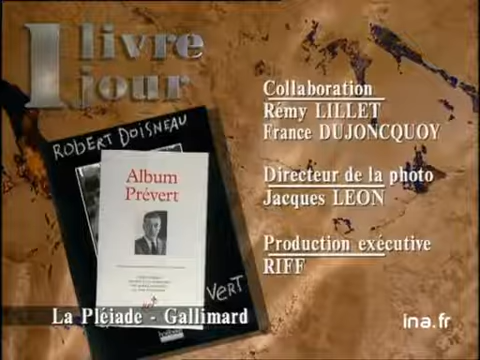 1 livre
jour
Collaboration
Rémy LILLET
France DUJONCQUOY
ROBERT DOISNEAU
Directeur de la photo
Jacques LEON
Album
Prévert
Production exécutive
RIFF
VERT
La Pléiade - Gallimard
ina.fr